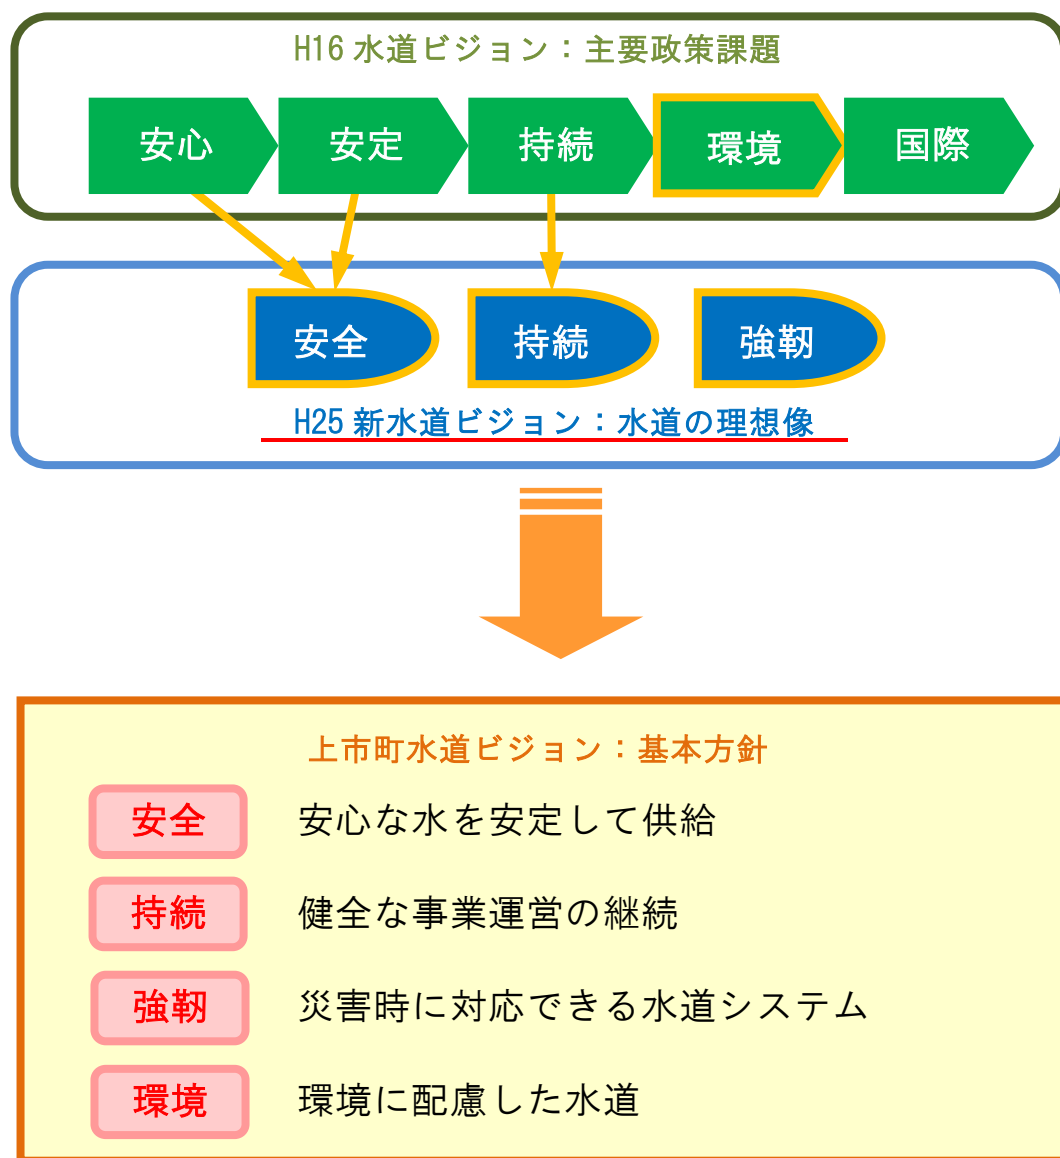 H16 水道ビジョン：主要政策課題
安心 安定 持続 環境 国際
安全 持続 強靭
H25 新水道ビジョン：水道の理想像
上市町水道ビジョン：基本方針
安全 安心な水を安定して供給
持続 健全な事業運営の継続
強靭 災害時に対応できる水道システム
環境 環境に配慮した水道